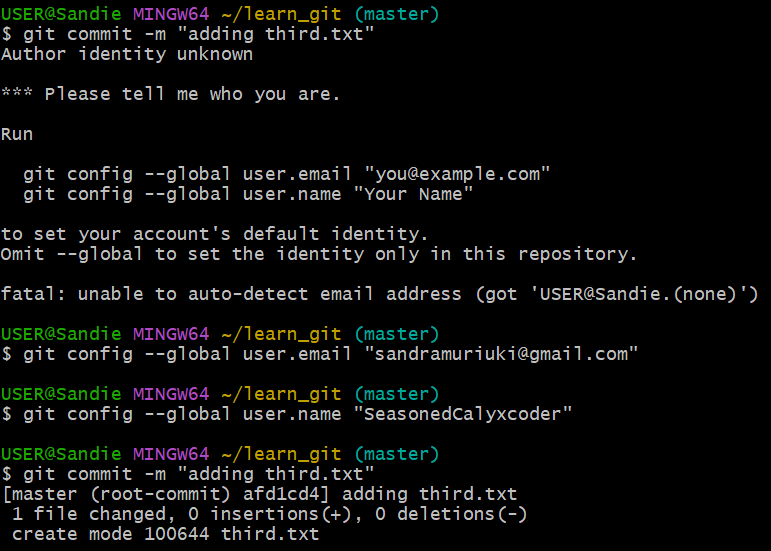 USER@Sandie MINGW64 ~/learn_git (master)
$ git commit -m "adding third.txt"
Author identity unknown
*** Please tell me who you are.
Run
git config --global user.email "you@example.com"
git config --global user.name "Your Name"
to set your account's default identity.
Omit --global to set the identity only in this repository.
fatal: unable to auto-detect email address (got 'USER@Sandie.(none)')
USER@Sandie MINGW64 ~/learn_git (master)
$ git config --global user.email "sandramuriuki@gmail.com"
USER@Sandie MINGW64 ~/learn_git (master)
$ git config --global user.name "SeasonedCalyxcoder"
USER@Sandie MINGW64 ~/learn_git (master)
$ git commit -m "adding third.txt"
[master (root-commit) afd1cd4] adding third.txt
1 file changed, 0 insertions(+), 0 deletions(-)
create mode 100644 third.txt